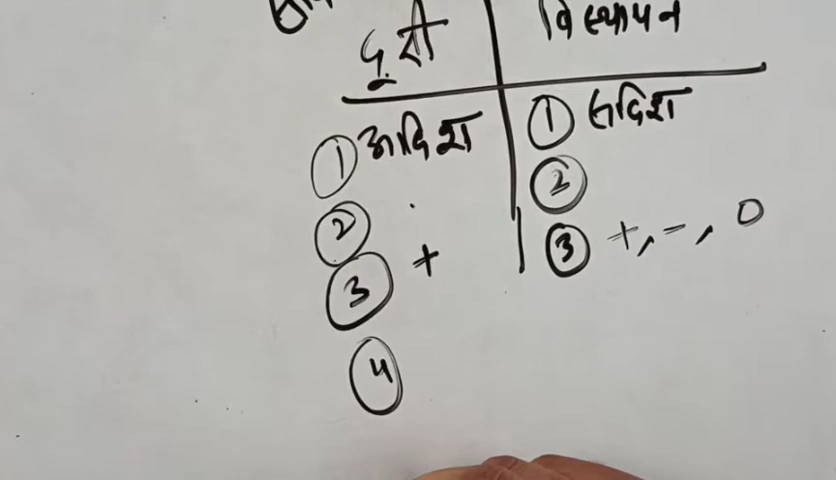 दूरी | विस्थापन
① अदिश | ① सदिश
② | ②
③ + | ③ +, -, 0
④